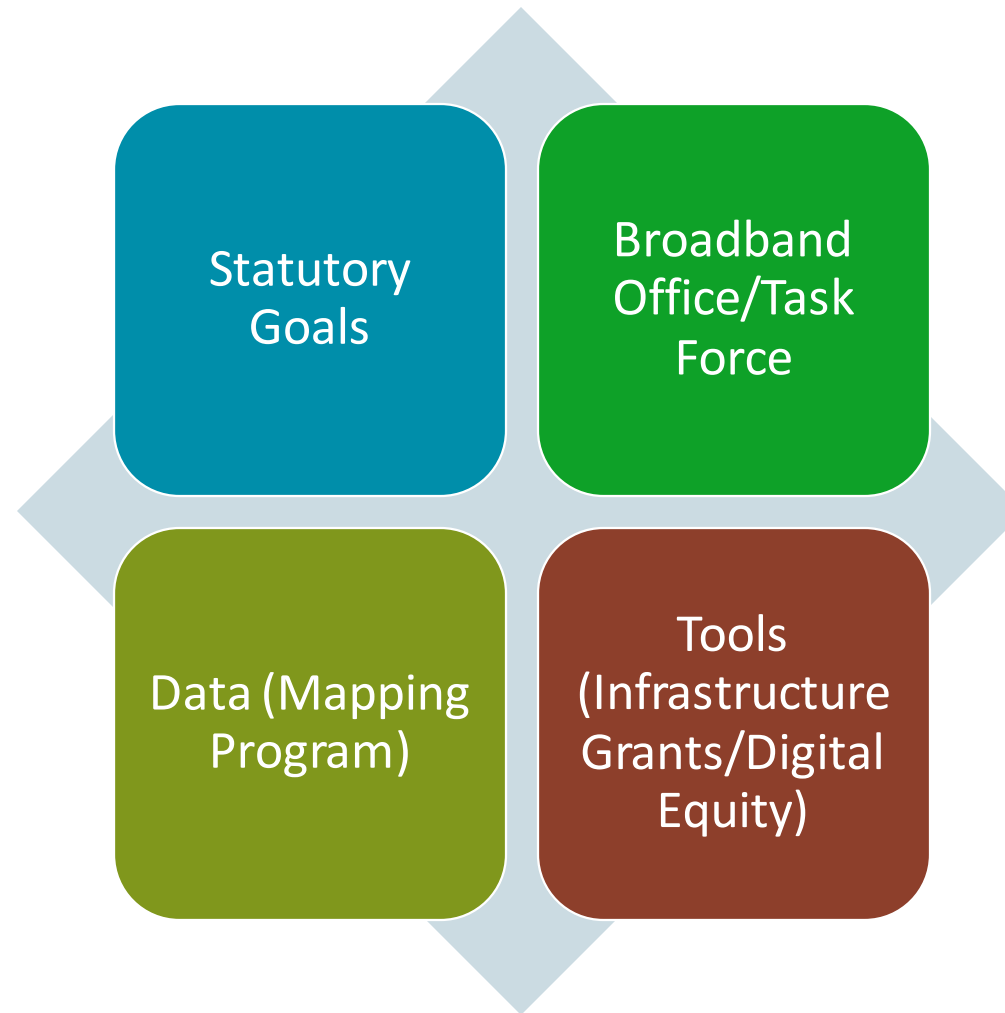 Statutory
Goals
Broadband
Office/Task
Force
Data (Mapping
Program)
Tools
(Infrastructure
Grants/Digital
Equity)